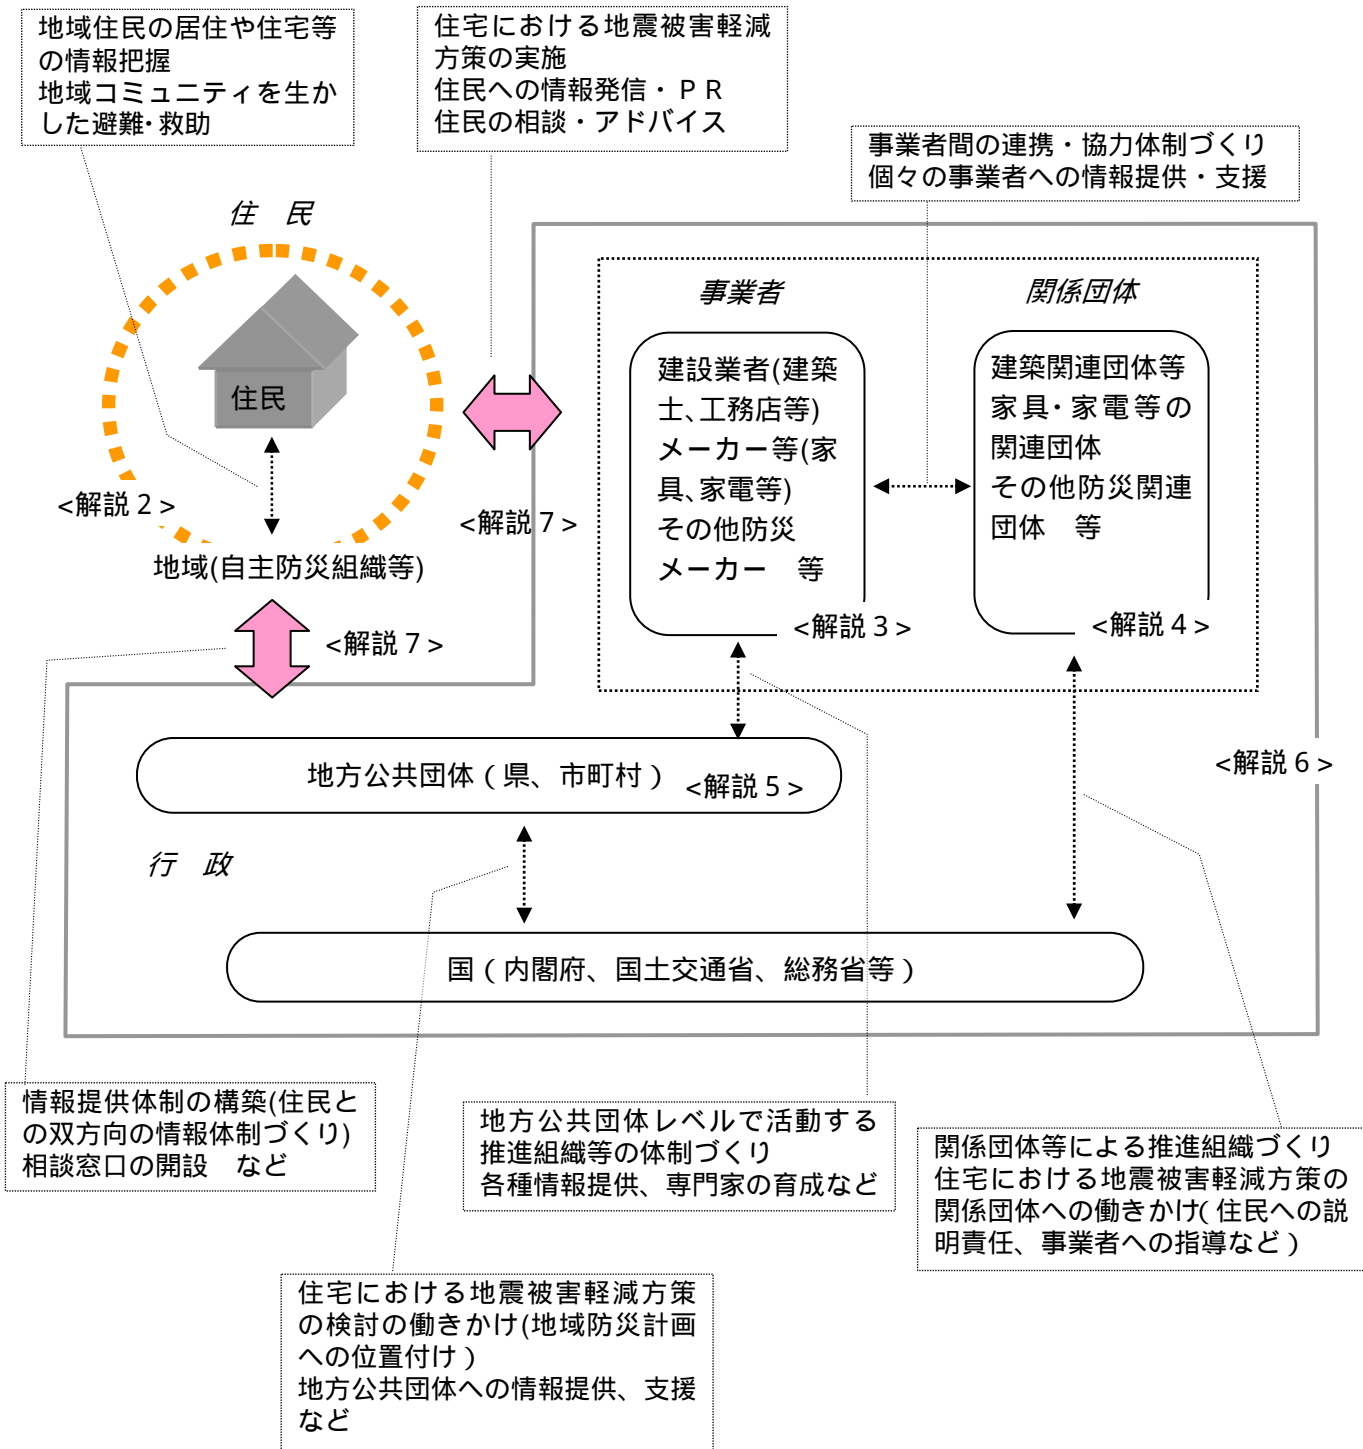 地域住民の居住や住宅等
の情報把握
地域コミュニティを生か
した避難・救助
住宅における地震被害軽減
方策の実施
住民への情報発信・ＰＲ
住民の相談・アドバイス
事業者間の連携・協力体制づくり
個々の事業者への情報提供・支援
住　民
住民
<解説２>
地域(自主防災組織等)
<解説７>
<解説７>
事業者
関係団体
建設業者(建築
士、工務店等)
メーカー等(家
具、家電等)
その他防災
メーカー　等
<解説３>
建築関連団体等
家具・家電等の
関連団体
その他防災関連
団体　等
<解説４>
地方公共団体（県、市町村）
<解説５>
<解説６>
行　政
国（内閣府、国土交通省、総務省等）
情報提供体制の構築(住民と
の双方向の情報体制づくり)
相談窓口の開設　など
地方公共団体レベルで活動する
推進組織等の体制づくり
各種情報提供、専門家の育成など
関係団体等による推進組織づくり
住宅における地震被害軽減方策の
関係団体への働きかけ（住民への説
明責任、事業者への指導など）
住宅における地震被害軽減方策
の検討の働きかけ(地域防災計画
への位置付け）
地方公共団体への情報提供、支援
など